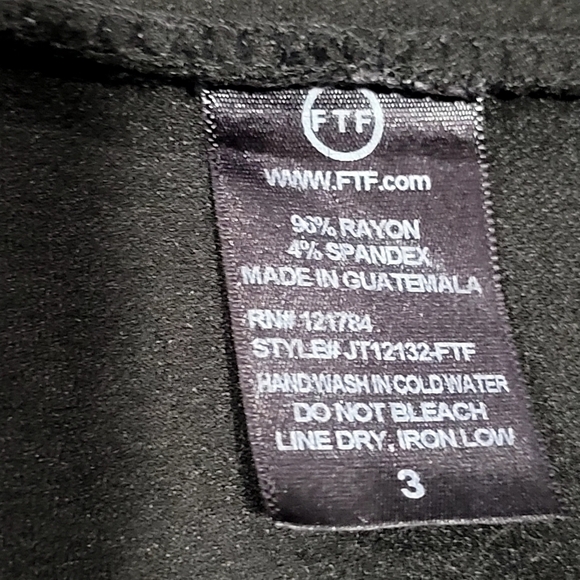 FTF
WWW.FTF.com
96% RAYON
4% SPANDEX
MADE IN GUATEMALA
RN# 121784
STYLE# JT12132-FTF
HAND WASH IN COLD WATER
DO NOT BLEACH
LINE DRY, IRON LOW
3